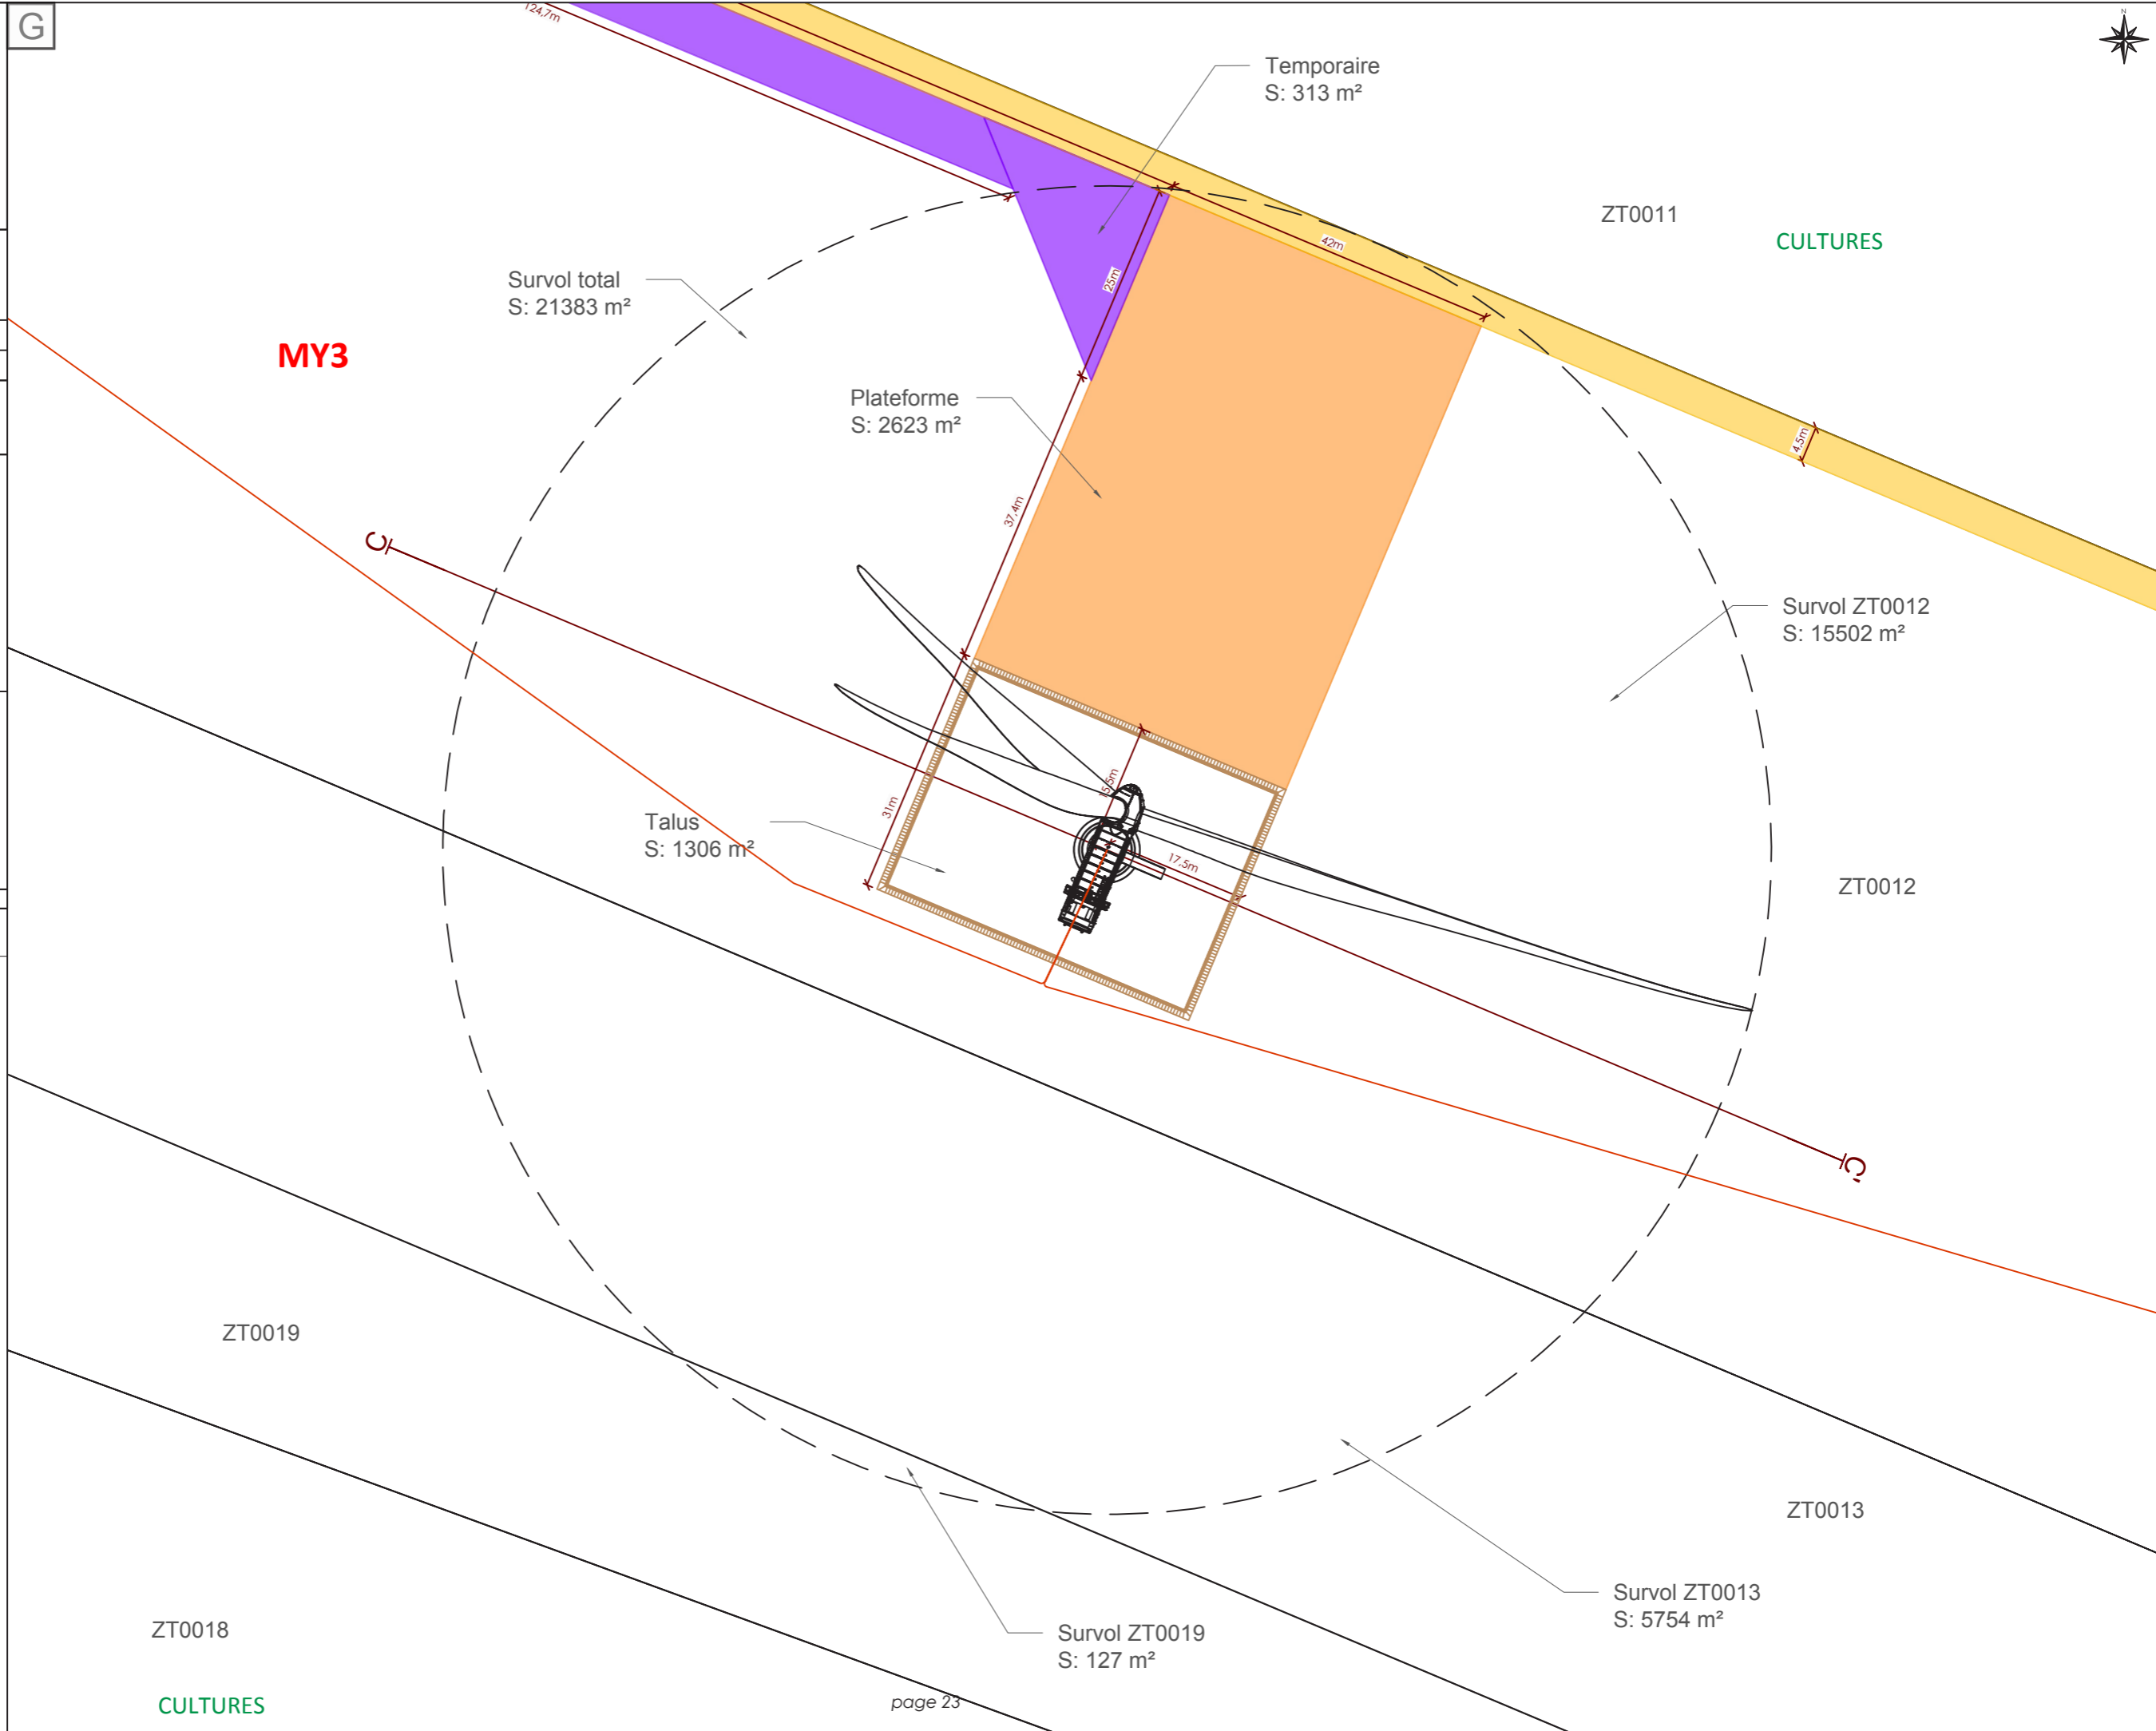 G
N
124,7m
Temporaire
S: 313 m²
ZT0011
CULTURES
42m
25m
Survol total
S: 21383 m²
MY3
Plateforme
S: 2623 m²
4,5m
37,4m
C
Survol ZT0012
S: 15502 m²
15,5m
31m
Talus
S: 1306 m²
17,5m
ZT0012
C'
ZT0019
ZT0013
Survol ZT0013
S: 5754 m²
ZT0018
Survol ZT0019
S: 127 m²
CULTURES
page 23